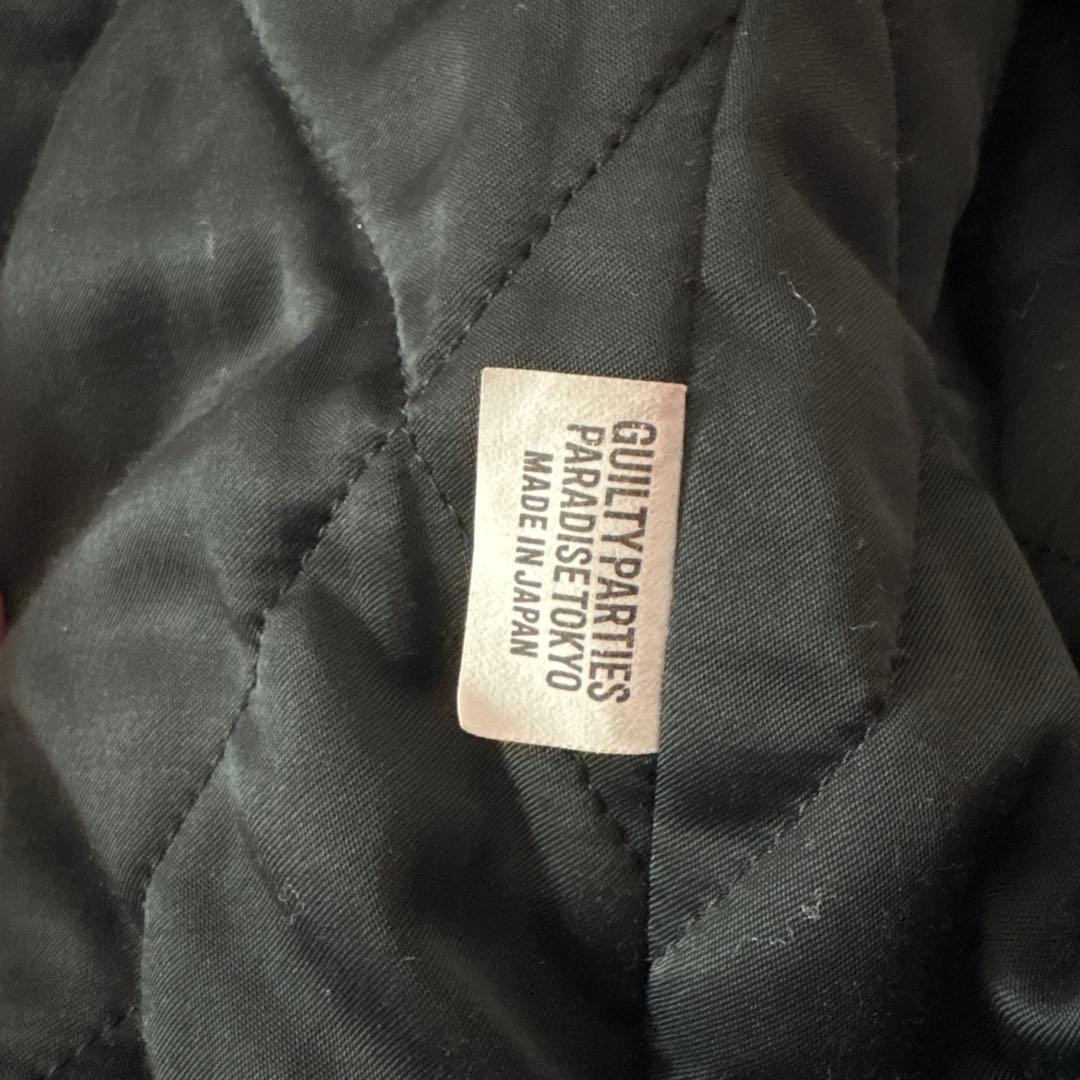 GUILTY PARTIES
PARADISE TOKYO
MADE IN JAPAN